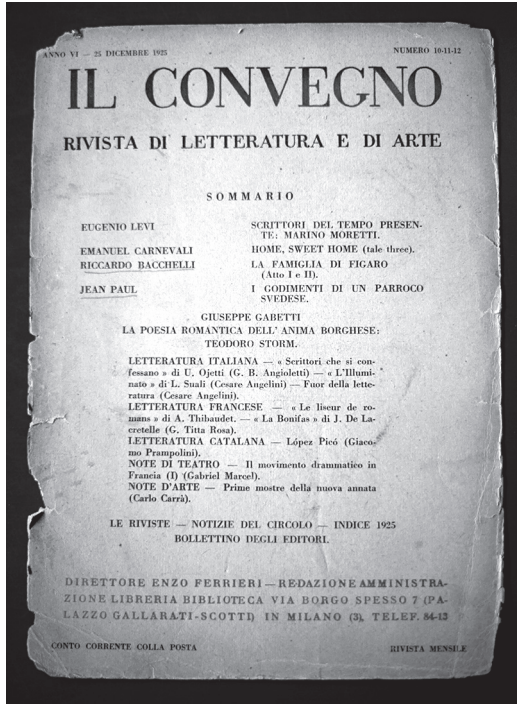 ANNO VI — 25 DICEMBRE 1925 NUMERO 10-11-12
IL CONVEGNO
RIVISTA DI LETTERATURA E DI ARTE
SOMMARIO
EUGENIO LEVI SCRITTORI DEL TEMPO PRESEN-
TE: MARINO MORETTI.
EMANUEL CARNEVALI HOME, SWEET HOME (tale three).
RICCARDO BACCHELLI LA FAMIGLIA DI FIGARO
(Atto I e II).
JEAN PAUL I GODIMENTI DI UN PARROCO
SVEDESE.
GIUSEPPE GABETTI
LA POESIA ROMANTICA DELL' ANIMA BORGHESE:
TEODORO STORM.
LETTERATURA ITALIANA — « Scrittori che si con-
fessano » di U. Ojetti (G. B. Angioletti) — « L'Illumi-
nato » di L. Suali (Cesare Angelini) — Fuor della lette-
ratura (Cesare Angelini).
LETTERATURA FRANCESE — « Le liseur de ro-
mans » di A. Thibaudet. — « La Bonifas » di J. De La-
cretelle (G. Titta Rosa).
LETTERATURA CATALANA — López Picó (Giaco-
mo Prampolini).
NOTE DI TEATRO — Il movimento drammatico in
Francia (I) (Gabriel Marcel).
NOTE D'ARTE — Prime mostre della nuova annata
(Carlo Carrà).
LE RIVISTE — NOTIZIE DEL CIRCOLO — INDICE 1925
BOLLETTINO DEGLI EDITORI.
DIRETTORE ENZO FERRIERI — REDAZIONE AMMINISTRA-
ZIONE LIBRERIA BIBLIOTECA VIA BORGO SPESSO 7 (PA-
LAZZO GALLARATI-SCOTTI) IN MILANO (3), TELEF. 84-12
CONTO CORRENTE COLLA POSTA RIVISTA MENSILE